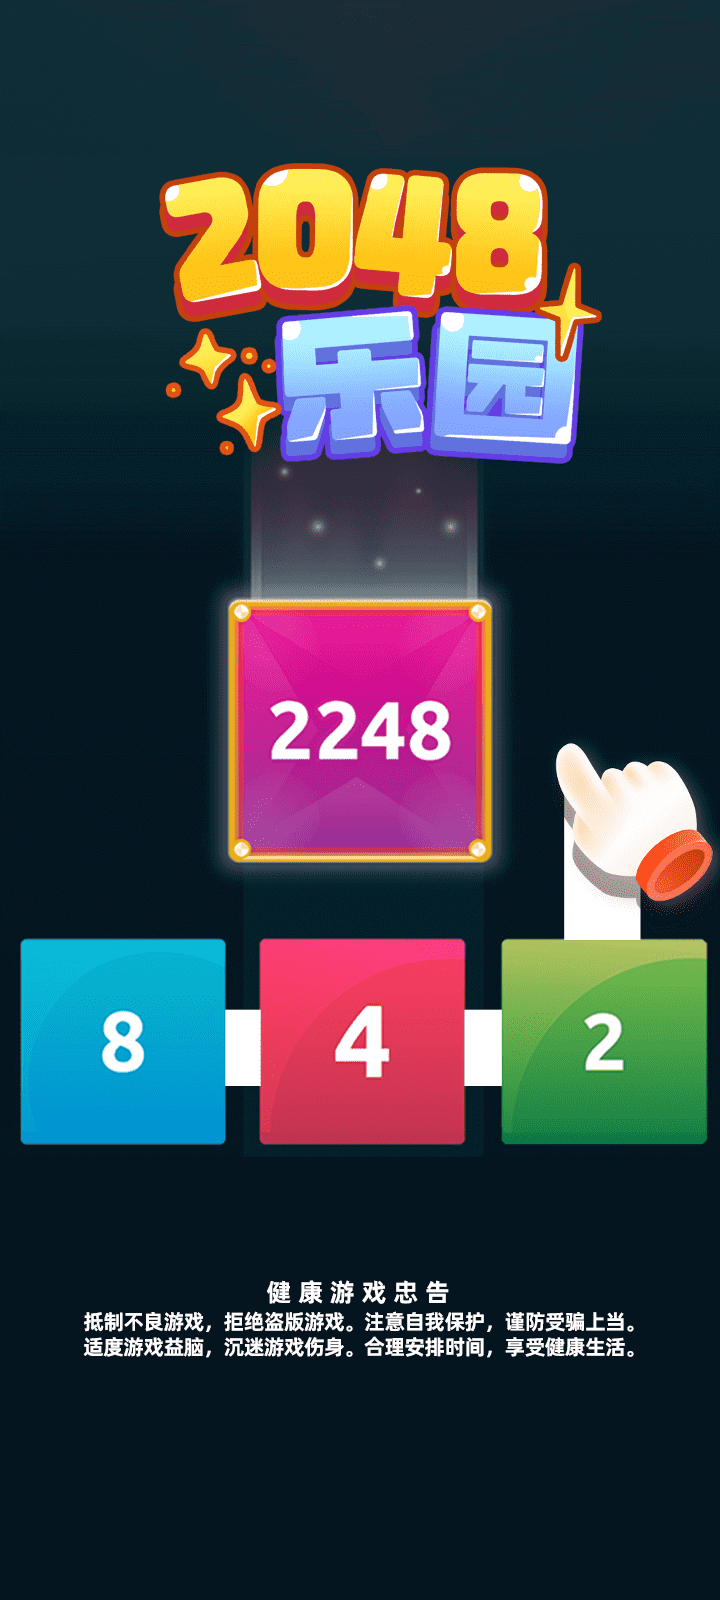 2048
乐园
2248
8
4
2
健康游戏忠告
抵制不良游戏，拒绝盗版游戏。注意自我保护，谨防受骗上当。
适度游戏益脑，沉迷游戏伤身。合理安排时间，享受健康生活。